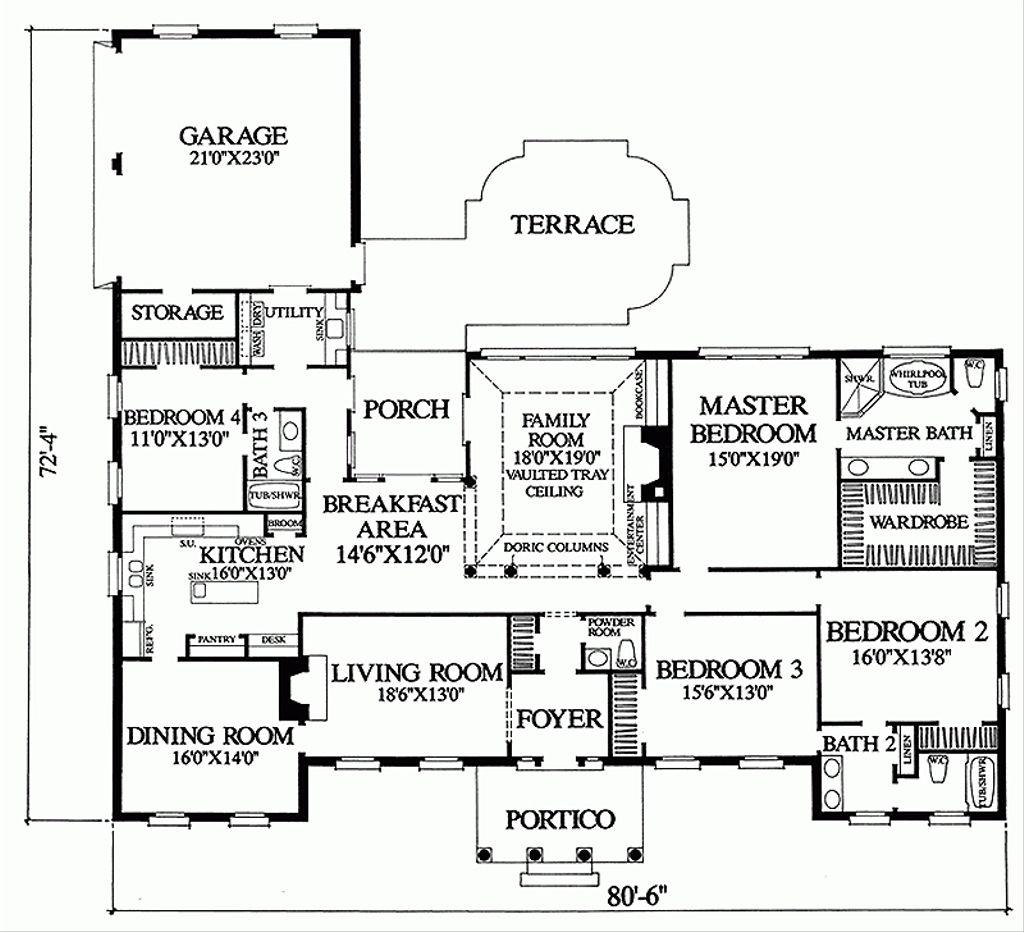 GARAGE
21'0"X23'0"
TERRACE
STORAGE
WASH
DRY
UTILITY
SINK
BEDROOM 4
11'0"X13'0"
BATH 3
W.C
TUB/SHWR
PORCH
FAMILY
ROOM
18'0"X19'0"
VAULTED TRAY
CEILING
BOOKCASE
ENTERTAINMENT
CENTER
DORIC COLUMNS
MASTER
BEDROOM
15'0"X19'0"
SHWR.
WHIRLPOOL
TUB
W.C
MASTER BATH
LINEN
WARDROBE
72'-4"
BREAKFAST
AREA
14'6"X12'0"
BROOM
S.U.
OVENS
KITCHEN
16'0"X13'0"
SINK
SINK
REFG.
PANTRY
DESK
LIVING ROOM
18'6"X13'0"
POWDER
ROOM
W.C
FOYER
BEDROOM 3
15'6"X13'0"
BEDROOM 2
16'0"X13'8"
DINING ROOM
16'0"X14'0"
BATH 2
LINEN
W.C
TUB/SHWR
PORTICO
80'-6"